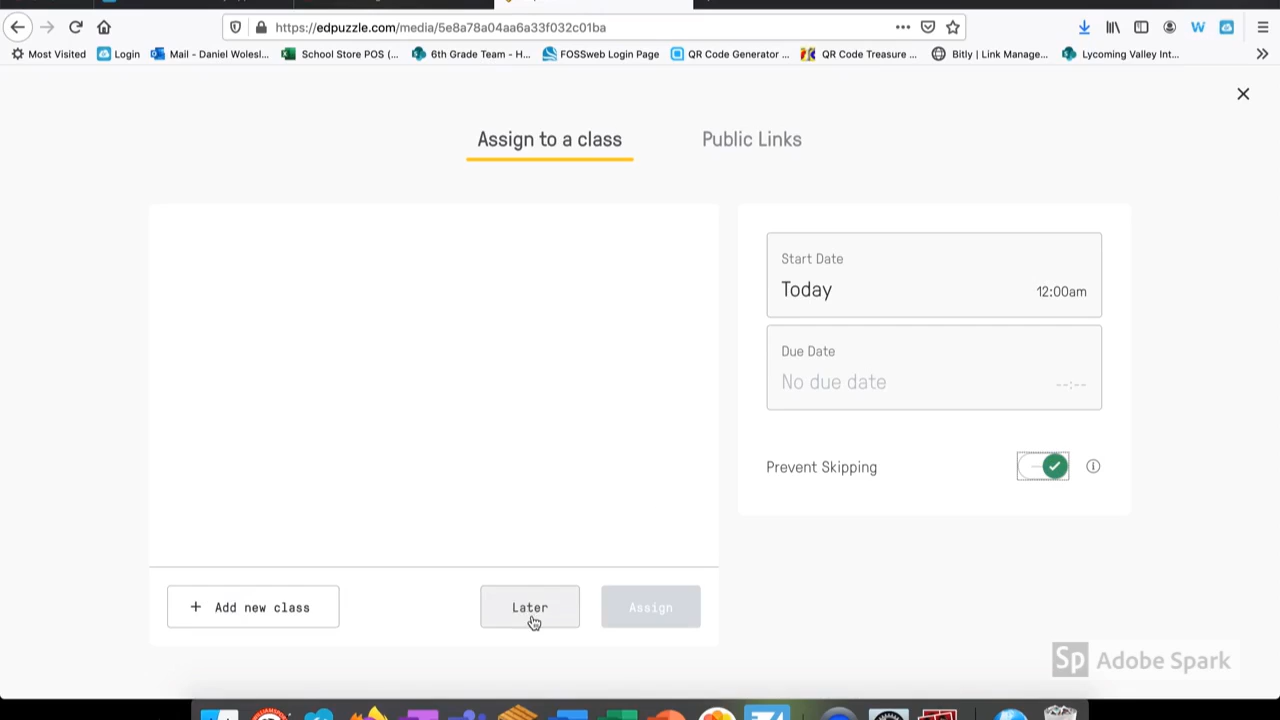 https://edpuzzle.com/media/5e8a78a04aa6a33f032c01ba
Most Visited Login Mail - Daniel Wolesl... School Store POS (... 6th Grade Team - H... FOSSweb Login Page QR Code Generator ... QR Code Treasure ... Bitly | Link Manage... Lycoming Valley Int...
Assign to a class Public Links
Start Date
Today 12:00am
Due Date
No due date --:--
Prevent Skipping
+ Add new class Later Assign
Sp Adobe Spark